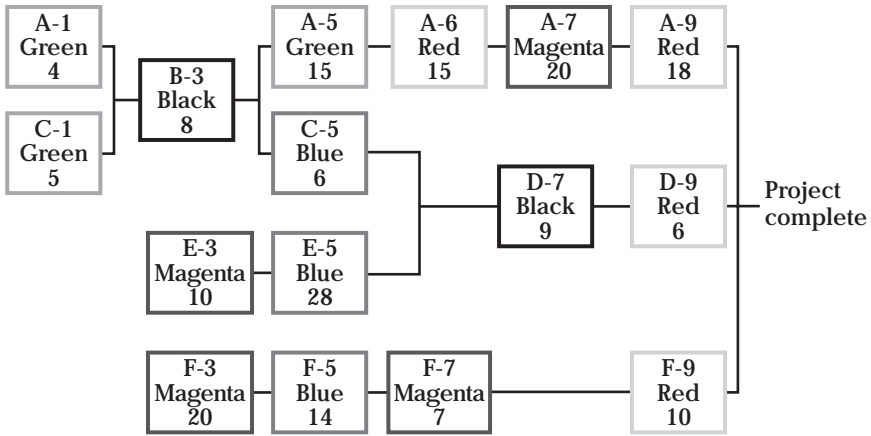 A-1
Green
4
C-1
Green
5
B-3
Black
8
A-5
Green
15
A-6
Red
15
A-7
Magenta
20
A-9
Red
18
C-5
Blue
6
D-7
Black
9
D-9
Red
6
Project
complete
E-3
Magenta
10
E-5
Blue
28
F-3
Magenta
20
F-5
Blue
14
F-7
Magenta
7
F-9
Red
10